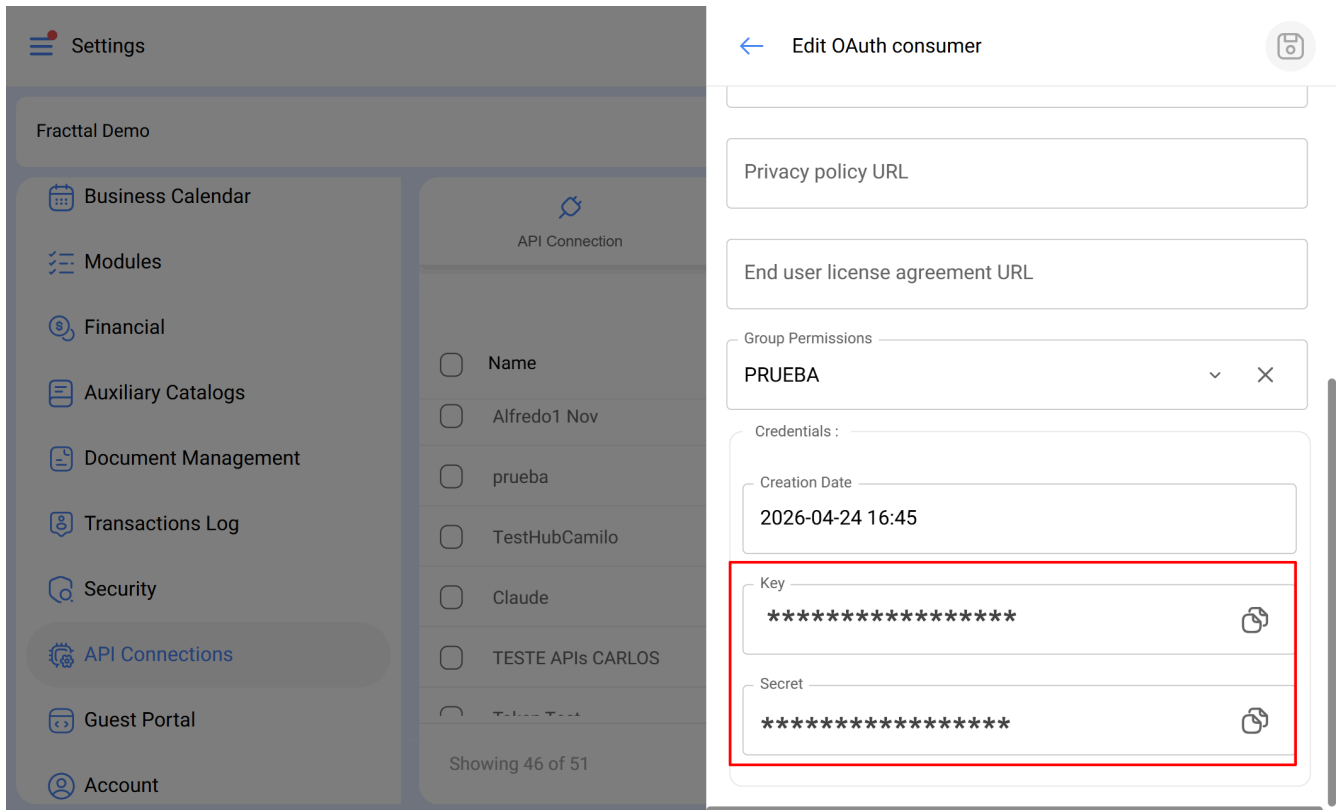 Settings
Fracttal Demo
Business Calendar
Modules
Financial
Auxiliary Catalogs
Document Management
Transactions Log
Security
API Connections
Guest Portal
Account
API Connection
Name
Alfredo1 Nov
prueba
TestHubCamilo
Claude
TESTE APIs CARLOS
Showing 46 of 51
Edit OAuth consumer
Privacy policy URL
End user license agreement URL
Group Permissions
PRUEBA
Credentials :
Creation Date
2026-04-24 16:45
Key
*****************
Secret
*****************